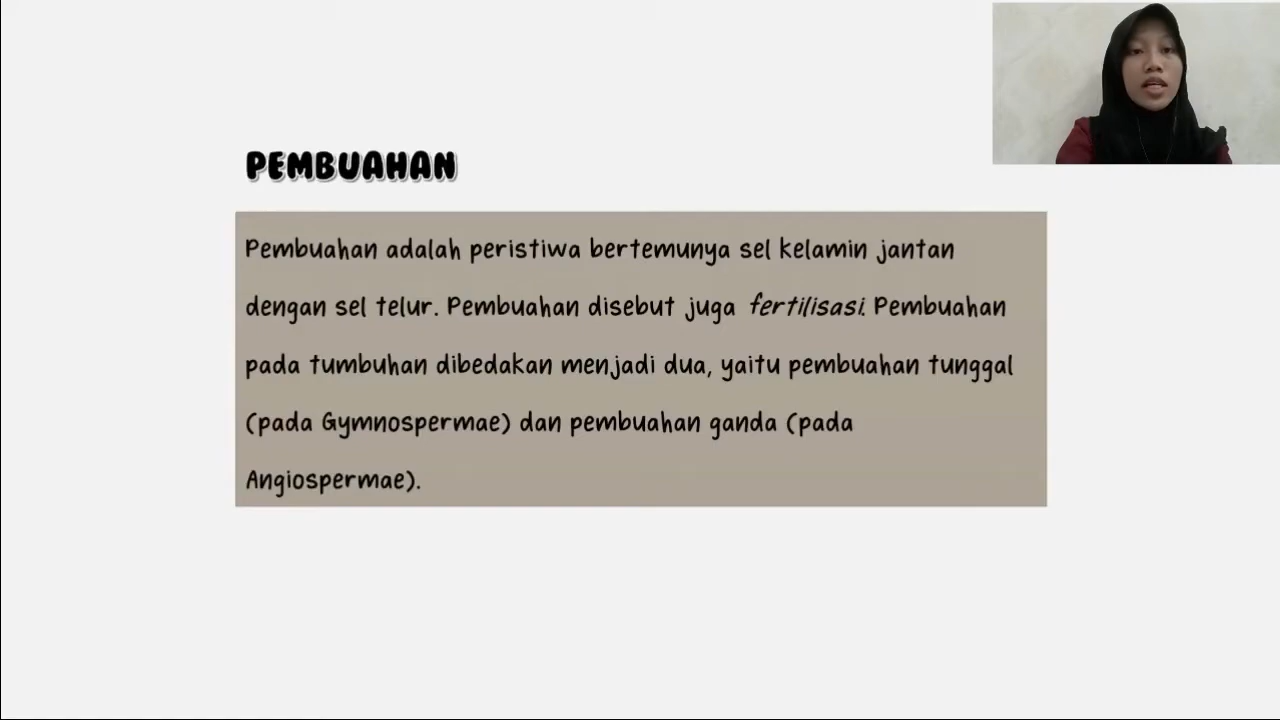 PEMBUAHAN
Pembuahan adalah peristiwa bertemunya sel kelamin jantan
dengan sel telur. Pembuahan disebut juga fertilisasi. Pembuahan
pada tumbuhan dibedakan menjadi dua, yaitu pembuahan tunggal
(pada Gymnospermae) dan pembuahan ganda (pada
Angiospermae).